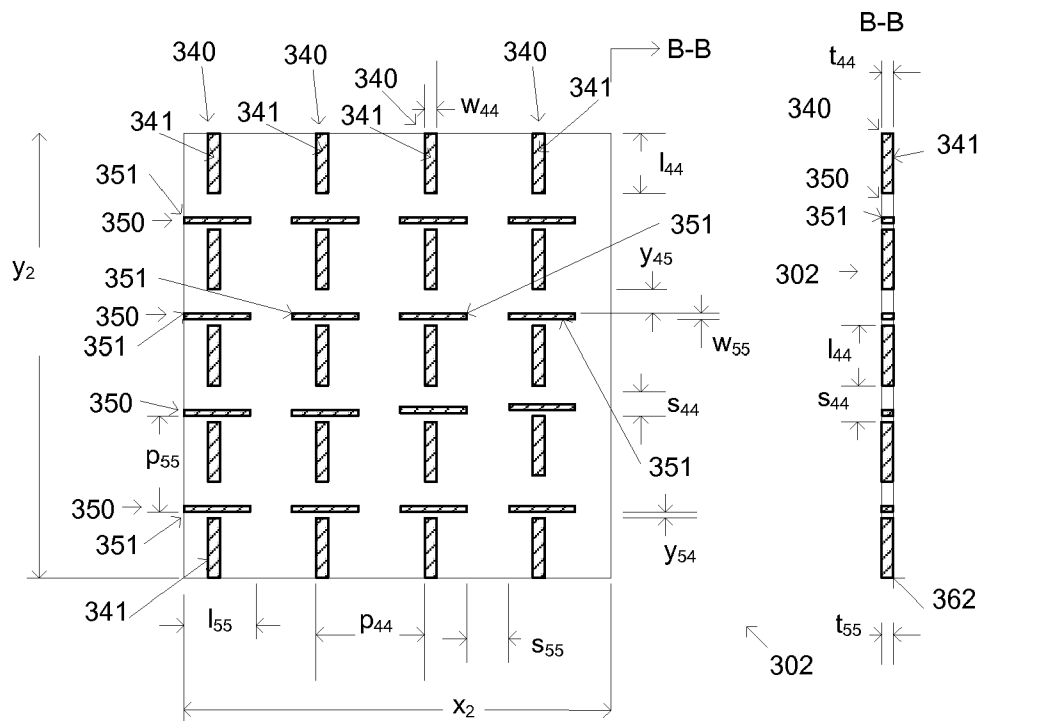 B-B
340 340 340 340 B-B t₄₄
341 341 341 341 w₄₄ 340
l₄₄ 341
351 350
350 351 351
y₂ 351 y₄₅ 302
350 w₅₅
351 l₄₄
350 s₄₄ s₄₄
p₅₅ 351
350
351 y₅₄
341 l₅₅ p₄₄ s₅₅ 362
t₅₅
302
x₂